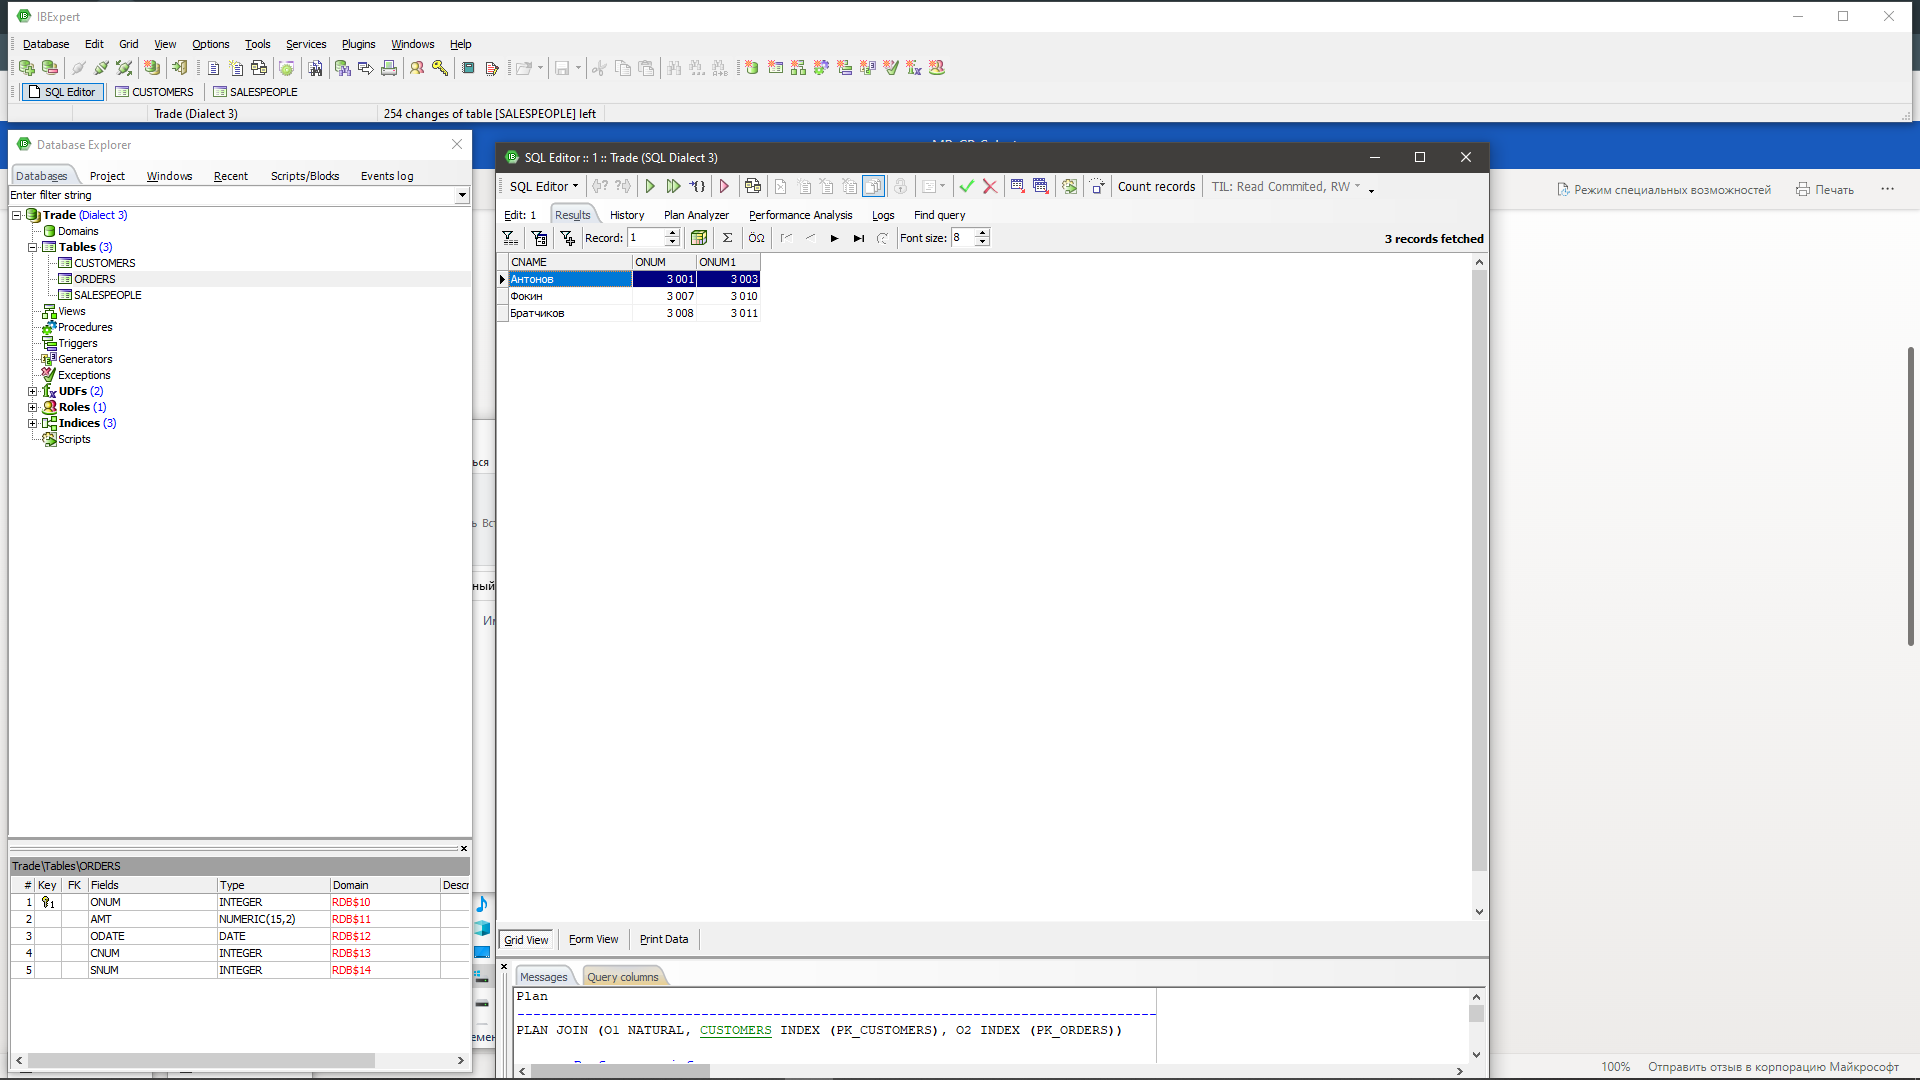 IBExpert
Database Edit Grid View Options Tools Services Plugins Windows Help
SQL Editor CUSTOMERS SALESPEOPLE
Trade (Dialect 3) 254 changes of table [SALESPEOPLE] left
Database Explorer
Databases Project Windows Recent Scripts/Blocks Events log
Enter filter string
Trade (Dialect 3)
Domains
Tables (3)
CUSTOMERS
ORDERS
SALESPEOPLE
Views
Procedures
Triggers
Generators
Exceptions
UDFs (2)
Roles (1)
Indices (3)
Scripts
Trade\Tables\ORDERS
# Key FK Fields Type Domain Descr
1 1 ONUM INTEGER RDB$10
2 AMT NUMERIC(15,2) RDB$11
3 ODATE DATE RDB$12
4 CNUM INTEGER RDB$13
5 SNUM INTEGER RDB$14
SQL Editor :: 1 :: Trade (SQL Dialect 3)
SQL Editor Count records TIL: Read Commited, RW
Edit: 1 Results History Plan Analyzer Performance Analysis Logs Find query
Record: 1 Σ ÖΩ Font size: 8 3 records fetched
CNAME ONUM ONUM1
Антонов 3 001 3 003
Фокин 3 007 3 010
Братчиков 3 008 3 011
Grid View Form View Print Data
Messages Query columns
Plan
--------------------------------------------------------------------------------
PLAN JOIN (O1 NATURAL, CUSTOMERS INDEX (PK_CUSTOMERS), O2 INDEX (PK_ORDERS))
ься
ь Вст
ный
Им
емен
Режим специальных возможностей Печать ...
100% Отправить отзыв в корпорацию Майкрософт